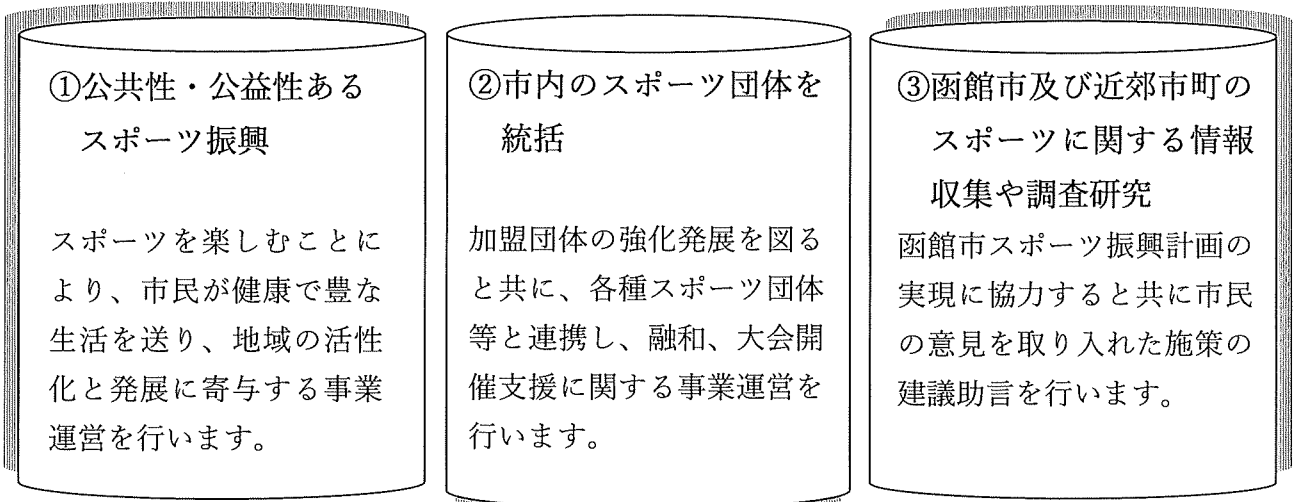 ①公共性・公益性ある
スポーツ振興
スポーツを楽しむことに
より、市民が健康で豊な
生活を送り、地域の活性
化と発展に寄与する事業
運営を行います。
②市内のスポーツ団体を
統括
加盟団体の強化発展を図る
と共に、各種スポーツ団体
等と連携し、融和、大会開
催支援に関する事業運営を
行います。
③函館市及び近郊市町の
スポーツに関する情報
収集や調査研究
函館市スポーツ振興計画の
実現に協力すると共に市民
の意見を取り入れた施策の
建議助言を行います。